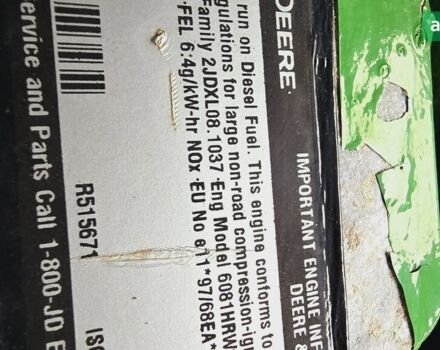 DEERE
IMPORTANT ENGINE INF
DEERE &
run on Diesel Fuel. This engine conforms to
gulations for large non-road compression-ign
Family 2JDXL08.1037 ·Eng Model 6081HRW
·FEL 6.4g/kW-hr NOx ·EU No e11*97/68EA*
R515671
ISO
ervice and Parts Call 1-800-JD